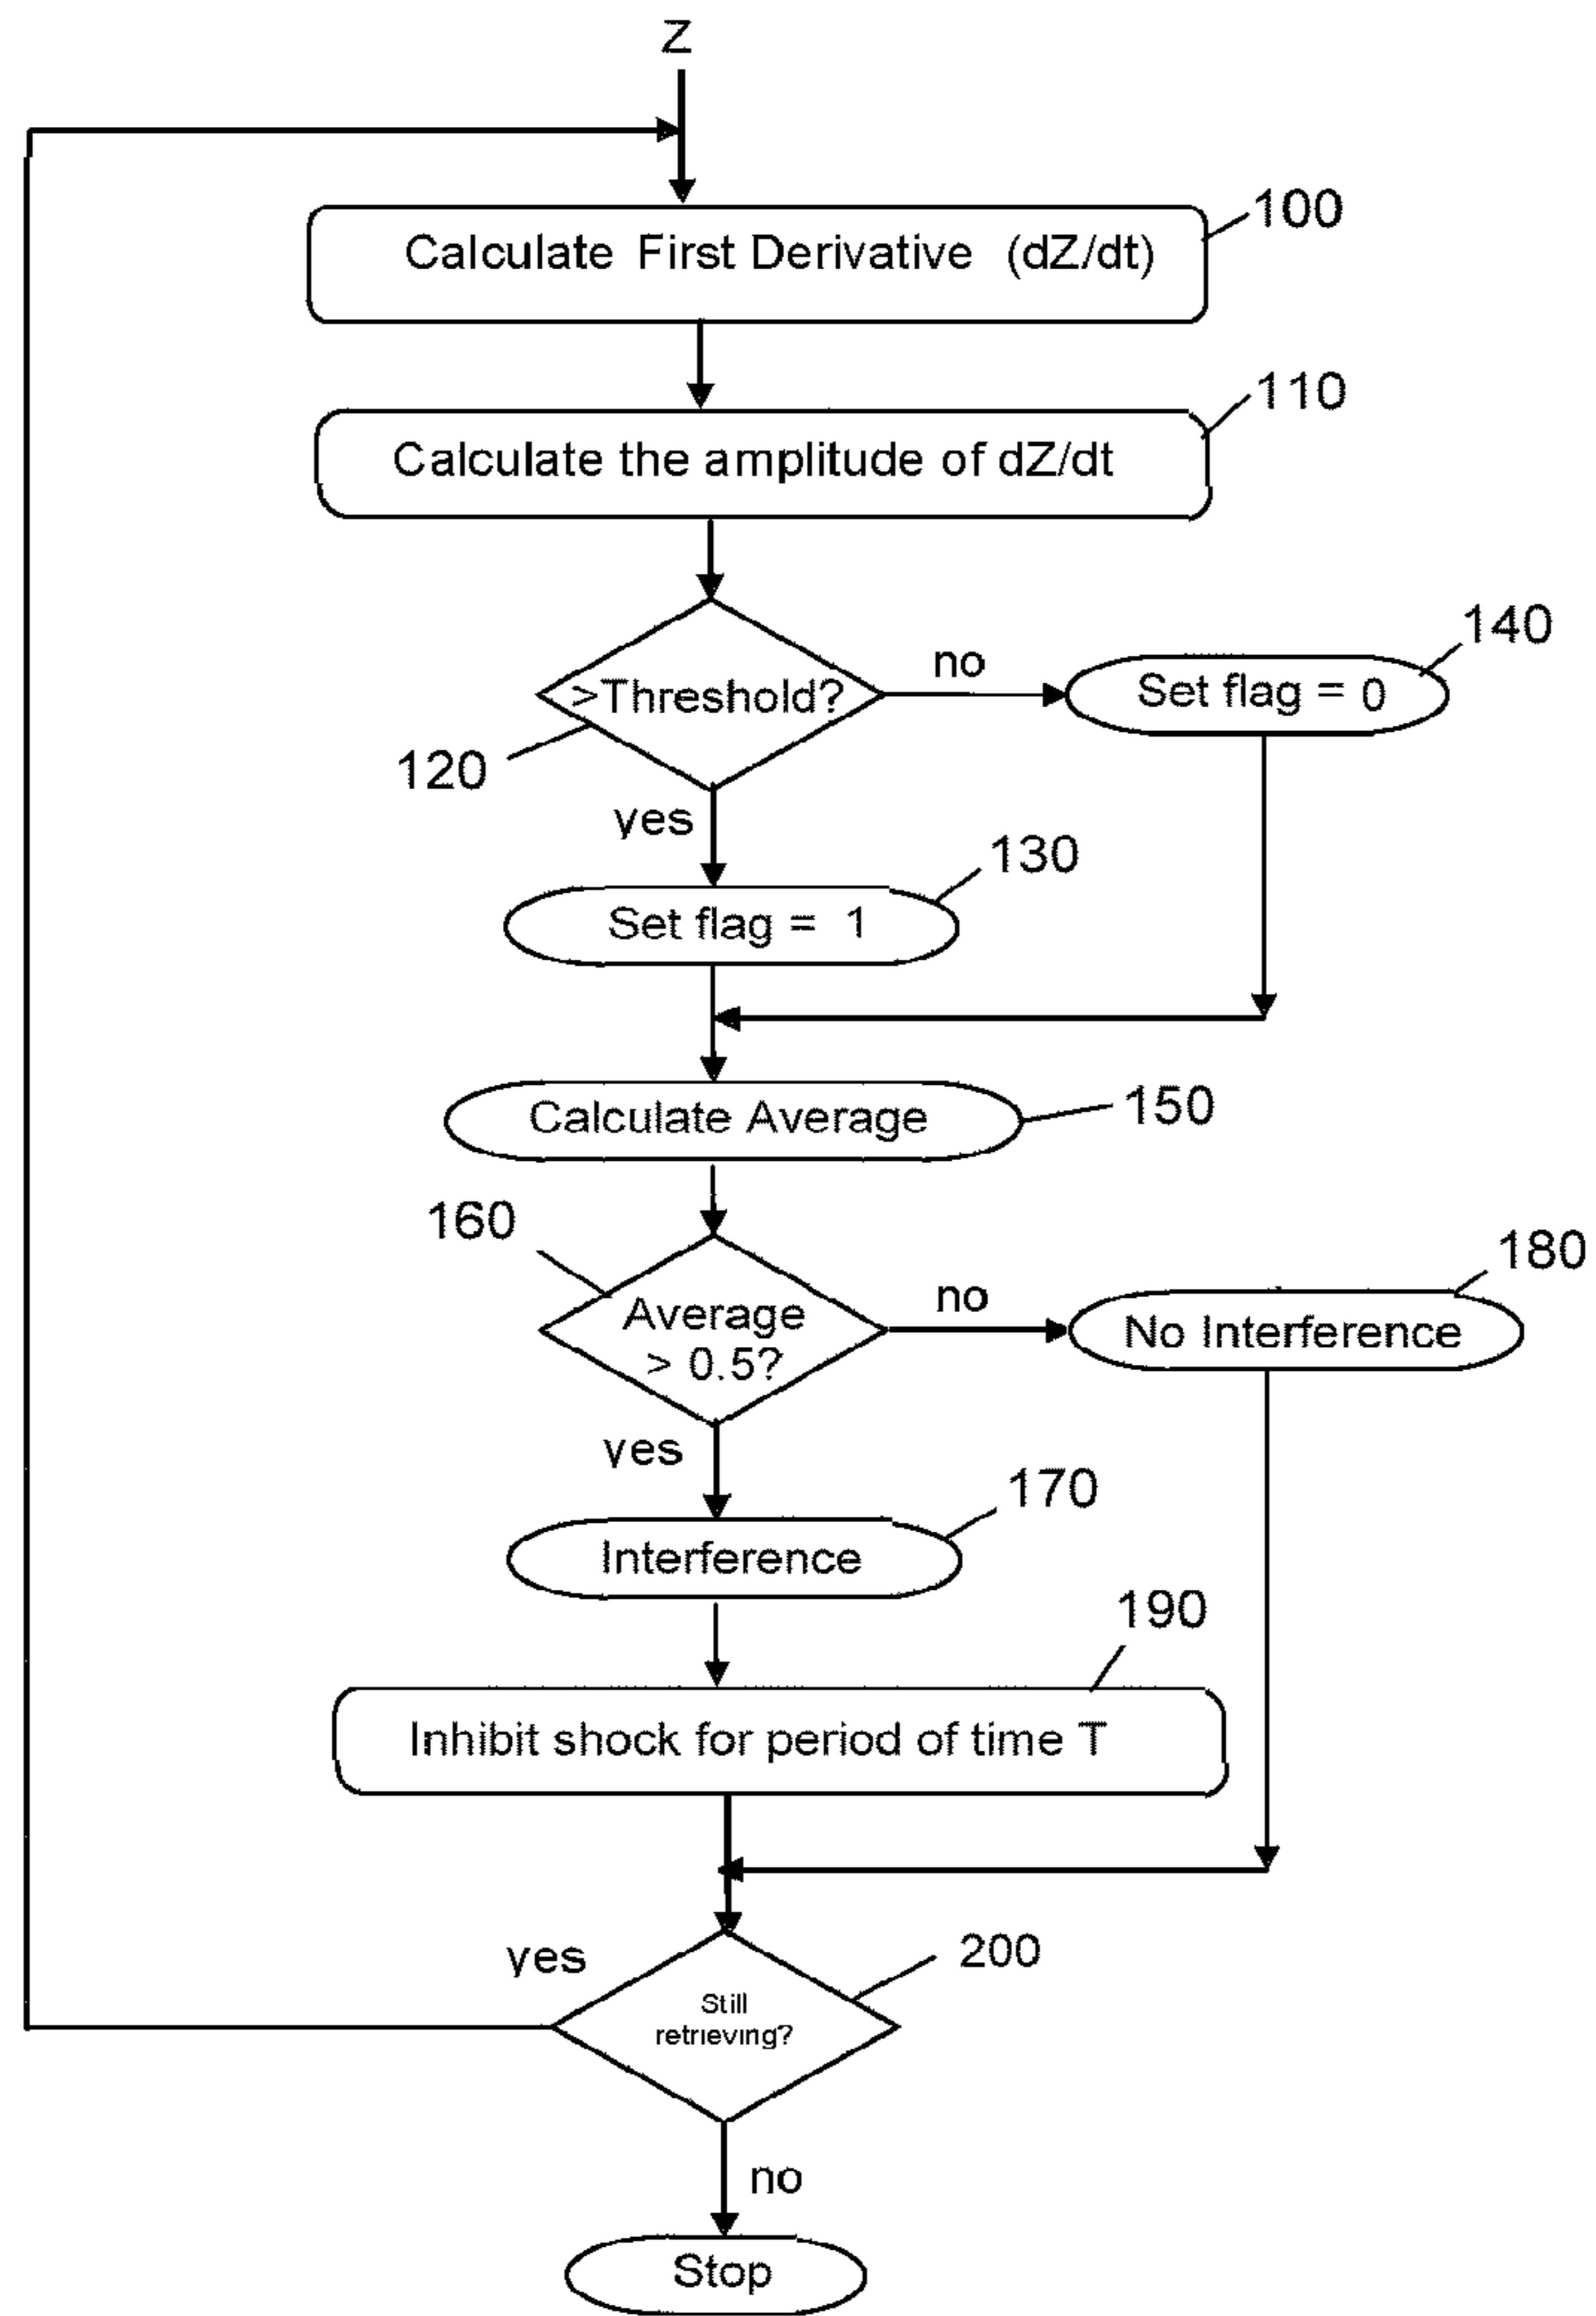 Z
100
Calculate First Derivative (dZ/dt)
110
Calculate the amplitude of dZ/dt
140
no
>Threshold?
Set flag = 0
120
yes
130
Set flag = 1
Calculate Average
150
160
180
no
Average
> 0.5?
No Interference
yes
170
Interference
190
Inhibit shock for period of time T
yes
200
Still
retrieving?
no
Stop